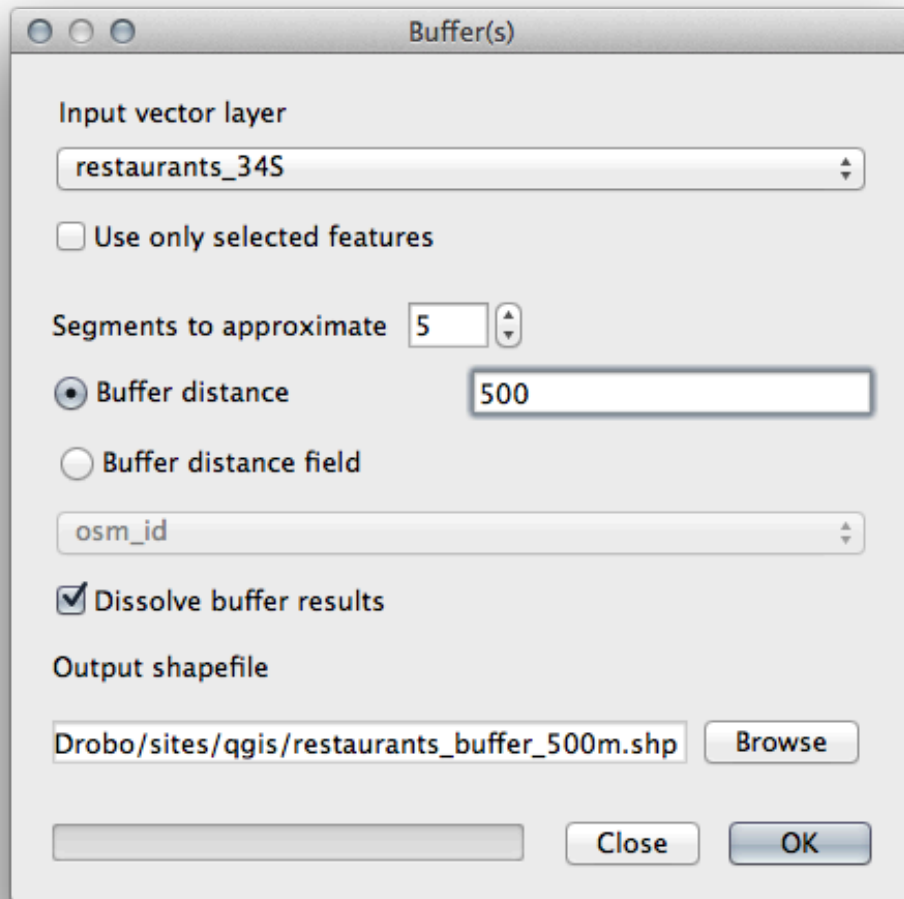 Buffer(s)
Input vector layer
restaurants_34S
Use only selected features
Segments to approximate 5
Buffer distance 500
Buffer distance field
osm_id
Dissolve buffer results
Output shapefile
Drobo/sites/qgis/restaurants_buffer_500m.shp Browse
Close OK